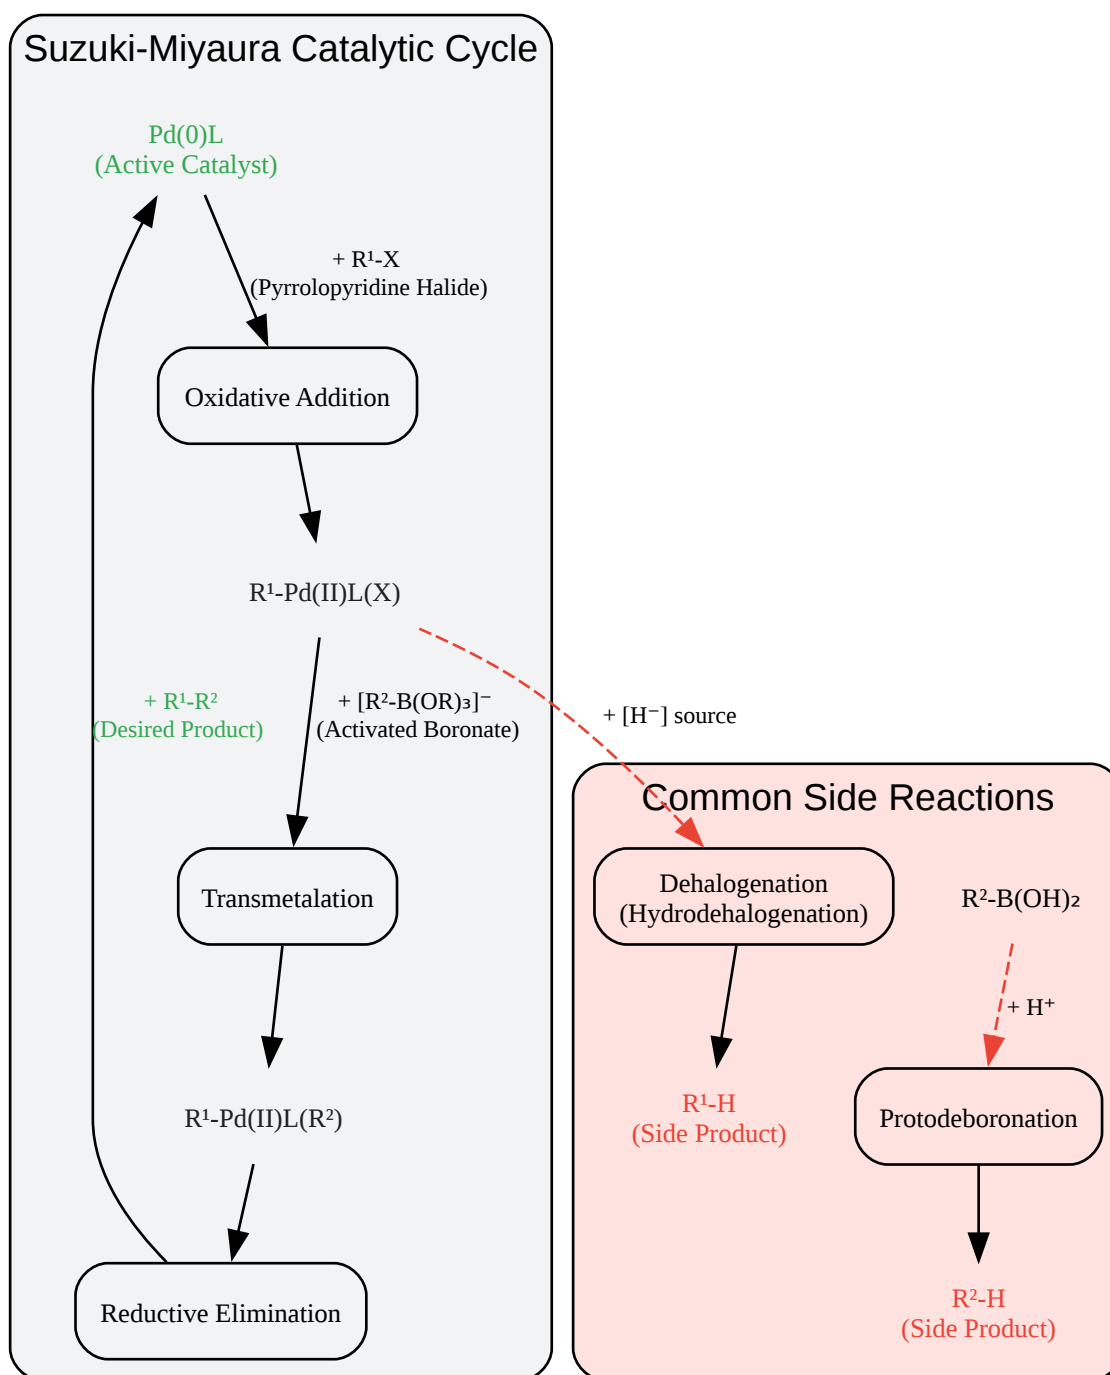 Suzuki-Miyaura Catalytic Cycle
Pd(0)L
(Active Catalyst)
+ R¹-X
(Pyrrolopyridine Halide)
Oxidative Addition
R¹-Pd(II)L(X)
+ R¹-R²
(Desired Product)
+ [R²-B(OR)₃]⁻
(Activated Boronate)
+ [H⁻] source
Transmetalation
R¹-Pd(II)L(R²)
Reductive Elimination
Common Side Reactions
Dehalogenation
(Hydrodehalogenation)
R²-B(OH)₂
+ H⁺
R¹-H
(Side Product)
Protodeboronation
R²-H
(Side Product)